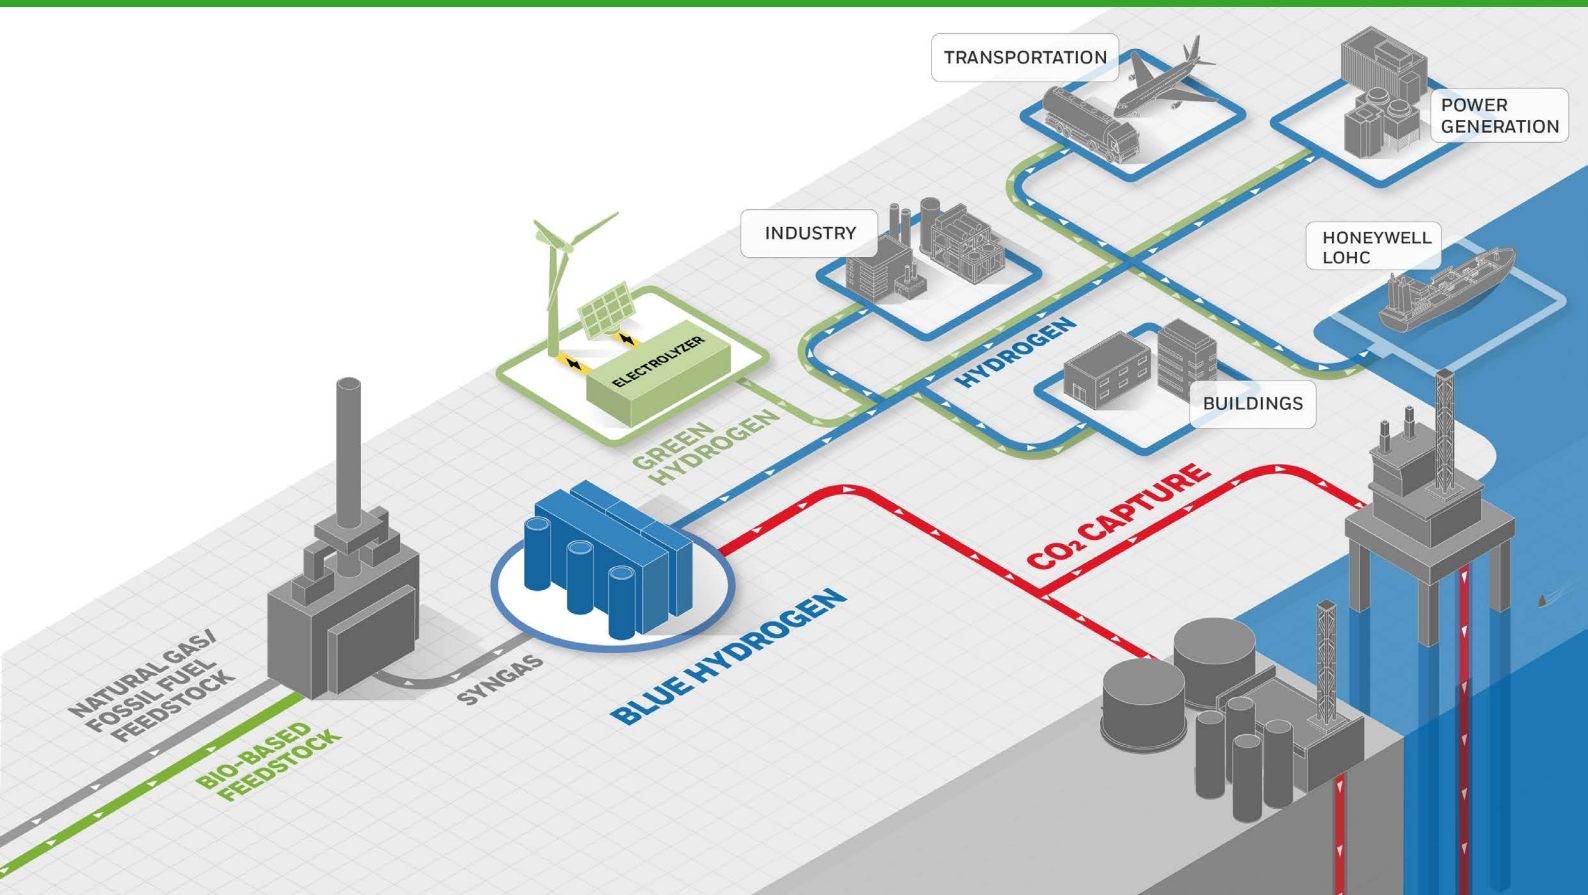 TRANSPORTATION
POWER
GENERATION
INDUSTRY
HONEYWELL
LOHC
ELECTROLYZER
HYDROGEN
BUILDINGS
GREEN
HYDROGEN
CO₂ CAPTURE
BLUE HYDROGEN
SYNGAS
NATURAL GAS/
FOSSIL FUEL
FEEDSTOCK
BIO-BASED
FEEDSTOCK